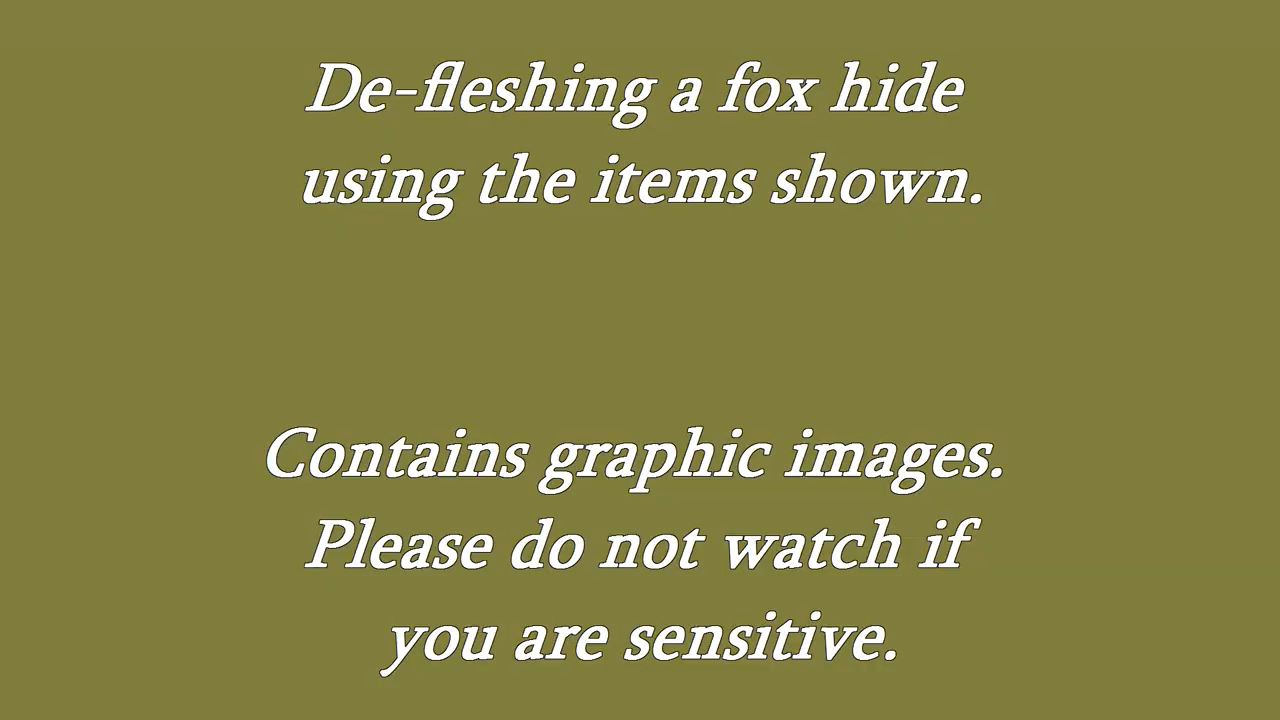 De-fleshing a fox hide
using the items shown.
Contains graphic images.
Please do not watch if
you are sensitive.